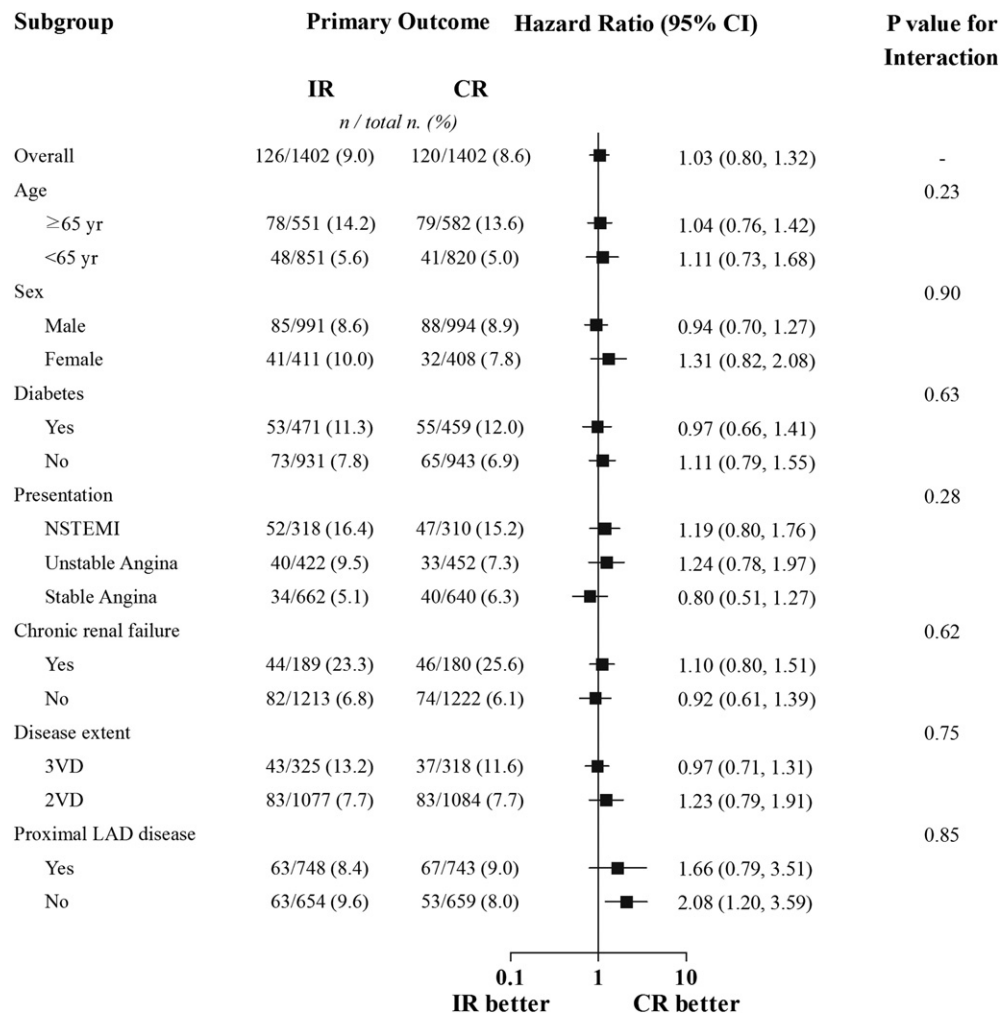 Subgroup Primary Outcome Hazard Ratio (95% CI) P value for
Interaction
IR CR
n / total n. (%)
Overall 126/1402 (9.0) 120/1402 (8.6) 1.03 (0.80, 1.32) -
Age 0.23
≥65 yr 78/551 (14.2) 79/582 (13.6) 1.04 (0.76, 1.42)
<65 yr 48/851 (5.6) 41/820 (5.0) 1.11 (0.73, 1.68)
Sex 0.90
Male 85/991 (8.6) 88/994 (8.9) 0.94 (0.70, 1.27)
Female 41/411 (10.0) 32/408 (7.8) 1.31 (0.82, 2.08)
Diabetes 0.63
Yes 53/471 (11.3) 55/459 (12.0) 0.97 (0.66, 1.41)
No 73/931 (7.8) 65/943 (6.9) 1.11 (0.79, 1.55)
Presentation 0.28
NSTEMI 52/318 (16.4) 47/310 (15.2) 1.19 (0.80, 1.76)
Unstable Angina 40/422 (9.5) 33/452 (7.3) 1.24 (0.78, 1.97)
Stable Angina 34/662 (5.1) 40/640 (6.3) 0.80 (0.51, 1.27)
Chronic renal failure 0.62
Yes 44/189 (23.3) 46/180 (25.6) 1.10 (0.80, 1.51)
No 82/1213 (6.8) 74/1222 (6.1) 0.92 (0.61, 1.39)
Disease extent 0.75
3VD 43/325 (13.2) 37/318 (11.6) 0.97 (0.71, 1.31)
2VD 83/1077 (7.7) 83/1084 (7.7) 1.23 (0.79, 1.91)
Proximal LAD disease 0.85
Yes 63/748 (8.4) 67/743 (9.0) 1.66 (0.79, 3.51)
No 63/654 (9.6) 53/659 (8.0) 2.08 (1.20, 3.59)
0.1 1 10
IR better CR better